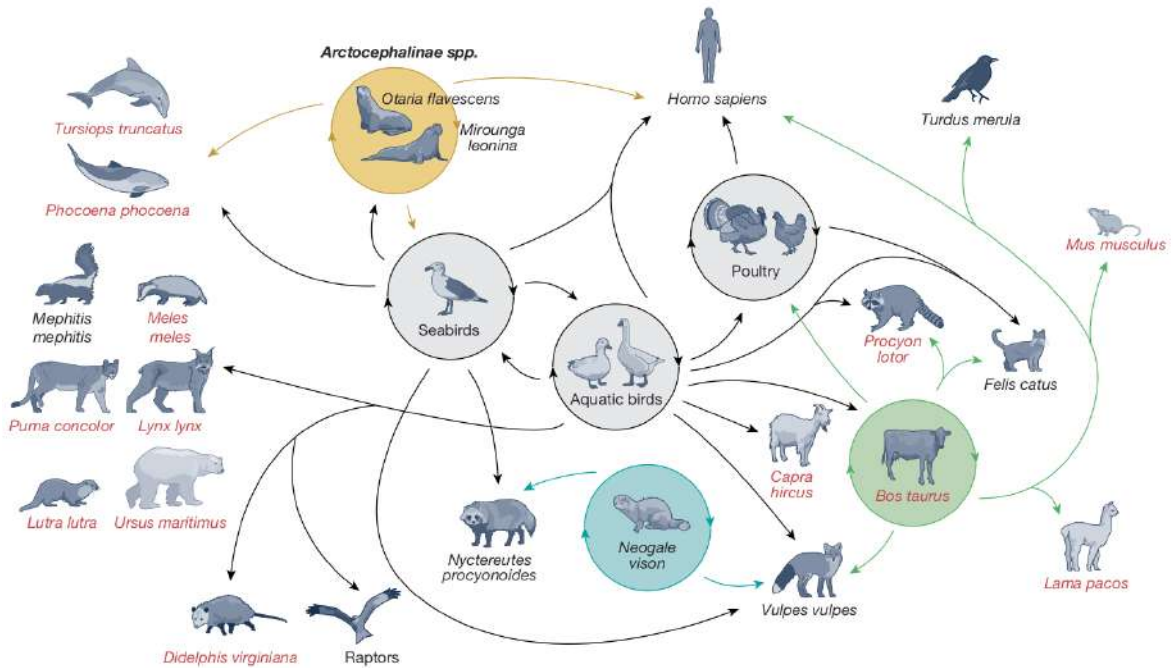 Arctocephalinae spp.
Otaria flavescens
Mirounga
leonina
Homo sapiens
Turdus merula
Tursiops truncatus
Phocoena phocoena
Mus musculus
Poultry
Seabirds
Mephitis
mephitis
Meles
meles
Procyon
lotor
Felis catus
Aquatic birds
Puma concolor
Lynx lynx
Capra
hircus
Bos taurus
Lutra lutra
Ursus maritimus
Nyctereutes
procyonoides
Neogale
vison
Vulpes vulpes
Lama pacos
Didelphis virginiana
Raptors